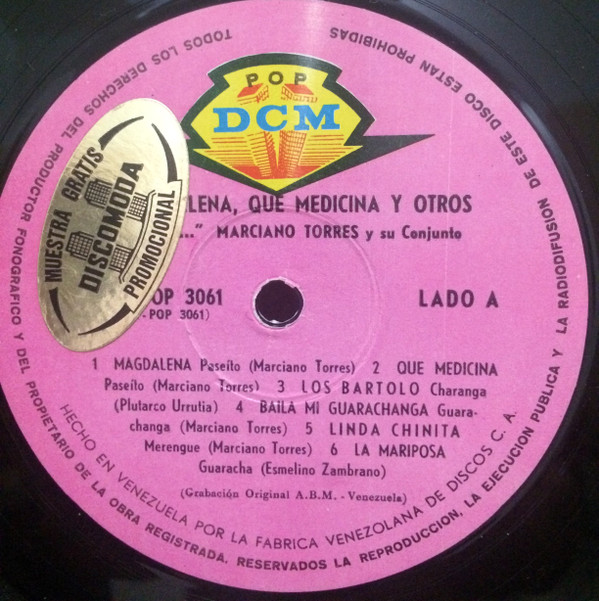 TODOS LOS DERECHOS DEL PRODUCTOR FONOGRAFICO Y DEL PROPIETARIO DE LA OBRA REGISTRADA. RESERVADOS LA REPRODUCCION, LA EJECUCION PUBLICA Y LA RADIODIFUSION DE ESTE DISCO ESTAN PROHIBIDAS
POP
DCM
MUESTRA GRATIS
DISCOMODA
PROMOCIONAL
LENA, QUE MEDICINA Y OTROS
..." MARCIANO TORRES y su Conjunto
POP 3061
- POP 3061)
LADO A
1 MAGDALENA Paseíto (Marciano Torres) 2 QUE MEDICINA
Paseíto (Marciano Torres) 3 LOS BARTOLO Charanga
(Plutarco Urrutia) 4 BAILA MI GUARACHANGA Guara-
changa (Marciano Torres) 5 LINDA CHINITA
Merengue (Marciano Torres) 6 LA MARIPOSA
Guaracha (Esmelino Zambrano)
(Grabación Original A.B.M. - Venezuela)
HECHO EN VENEZUELA POR LA FABRICA VENEZOLANA DE DISCOS C. A.